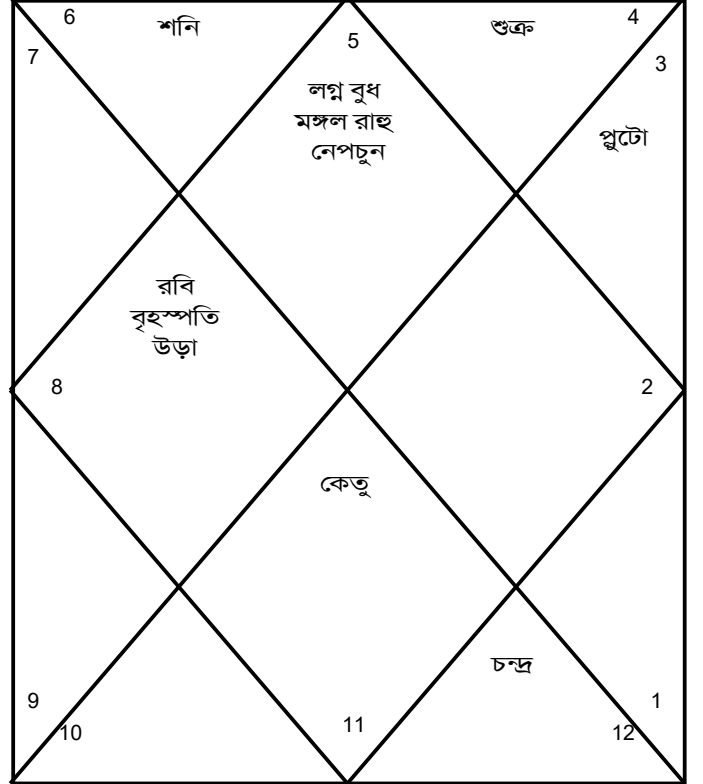 6
শনি
শুক্র
4
7
5
3
লগ্ন বুধ
মঙ্গল রাহু
নেপচুন
প্লুটো
রবি
বৃহস্পতি
উড়া
8
2
কেতু
চন্দ্র
9
1
10
11
12